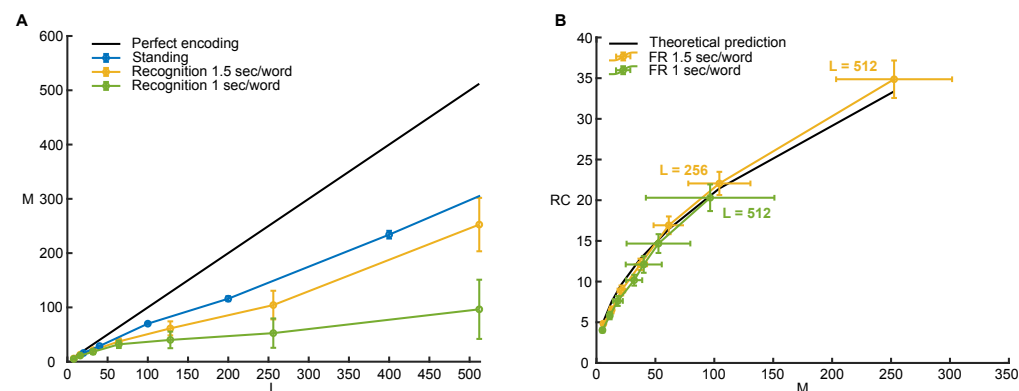 A
600
500
400
300
200
100
0
M
Perfect encoding
Standing
Recognition 1.5 sec/word
Recognition 1 sec/word
0 50 100 150 200 250 300 350 400 450 500
L
B
40
35
30
25
20
15
10
5
0
RC
Theoretical prediction
FR 1.5 sec/word
FR 1 sec/word
L = 512
L = 256
L = 512
0 50 100 150 200 250 300 350
M